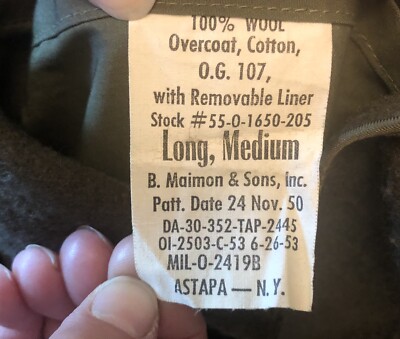 100% WOOL
Overcoat, Cotton,
O.G. 107,
with Removable Liner
Stock #55-0-1650-205
Long, Medium
B. Maimon & Sons, Inc.
Patt. Date 24 Nov. 50
DA-30-352-TAP-2445
OI-2503-C-53 6-26-53
MIL-O-2419B
ASTAPA — N.Y.